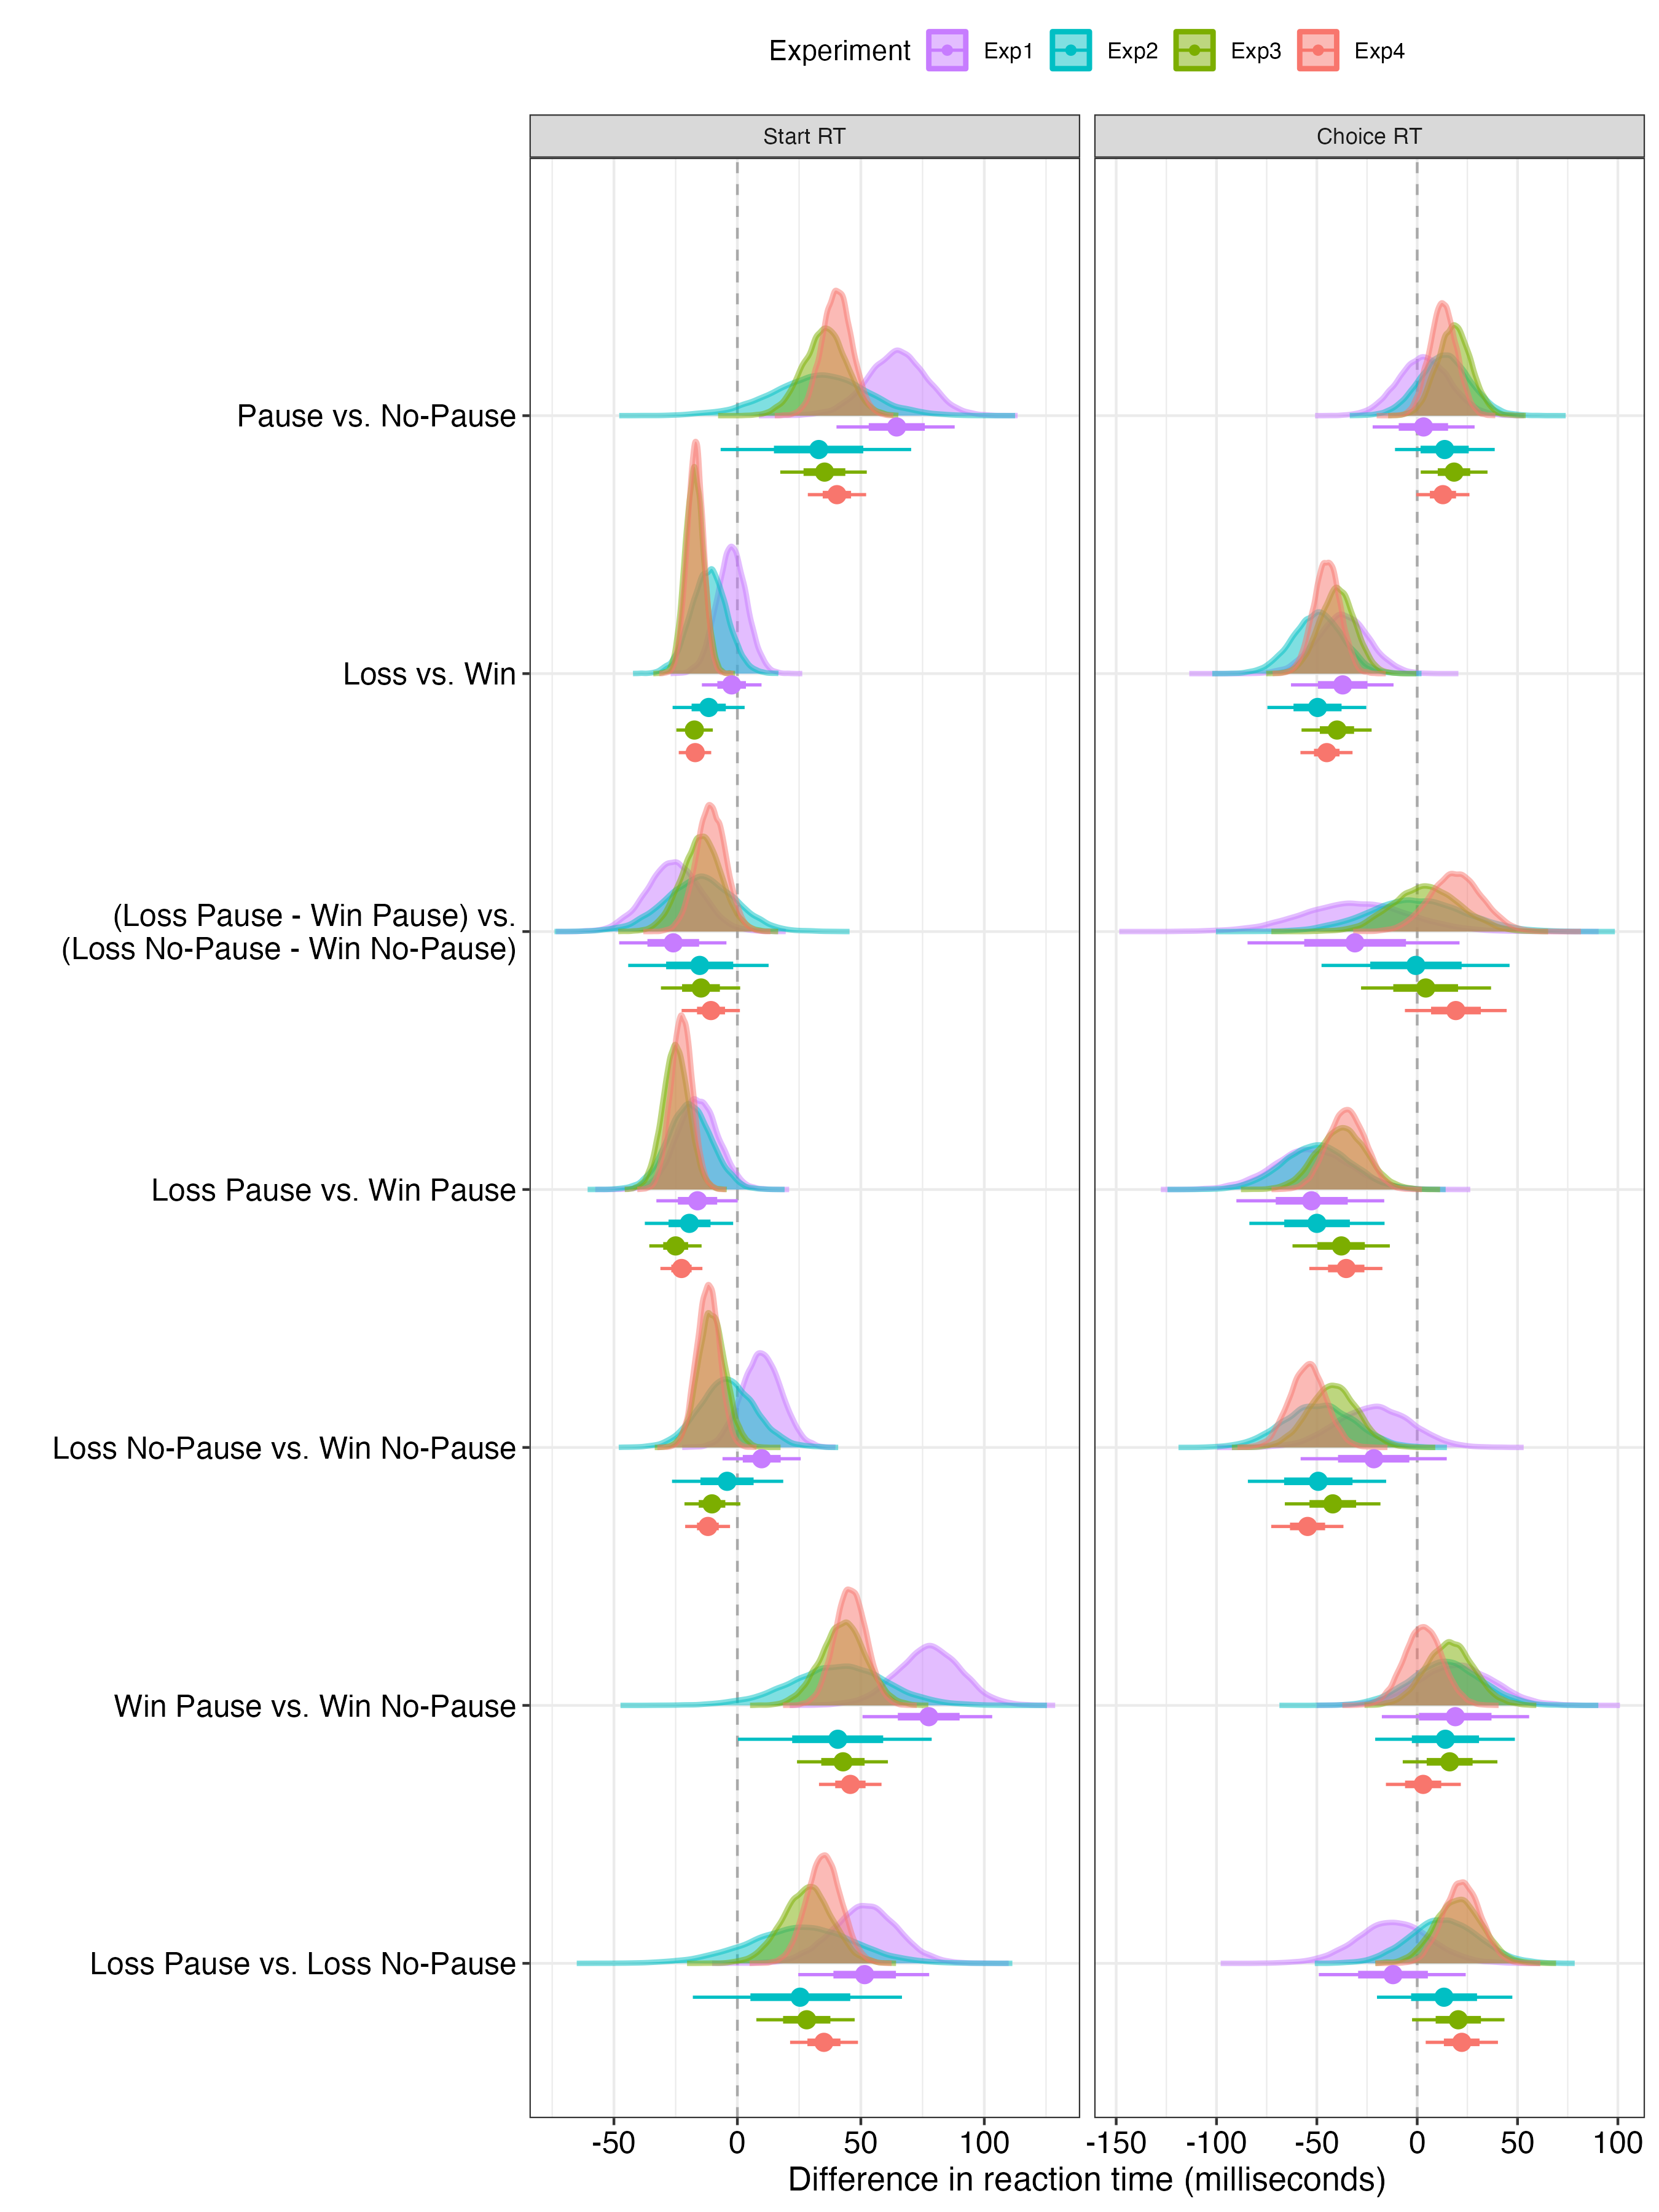 Experiment Exp1 Exp2 Exp3 Exp4
Start RT Choice RT
Pause vs. No-Pause
Loss vs. Win
(Loss Pause - Win Pause) vs.
(Loss No-Pause - Win No-Pause)
Loss Pause vs. Win Pause
Loss No-Pause vs. Win No-Pause
Win Pause vs. Win No-Pause
Loss Pause vs. Loss No-Pause
-50 0 50 100 -150 -100 -50 0 50 100
Difference in reaction time (milliseconds)